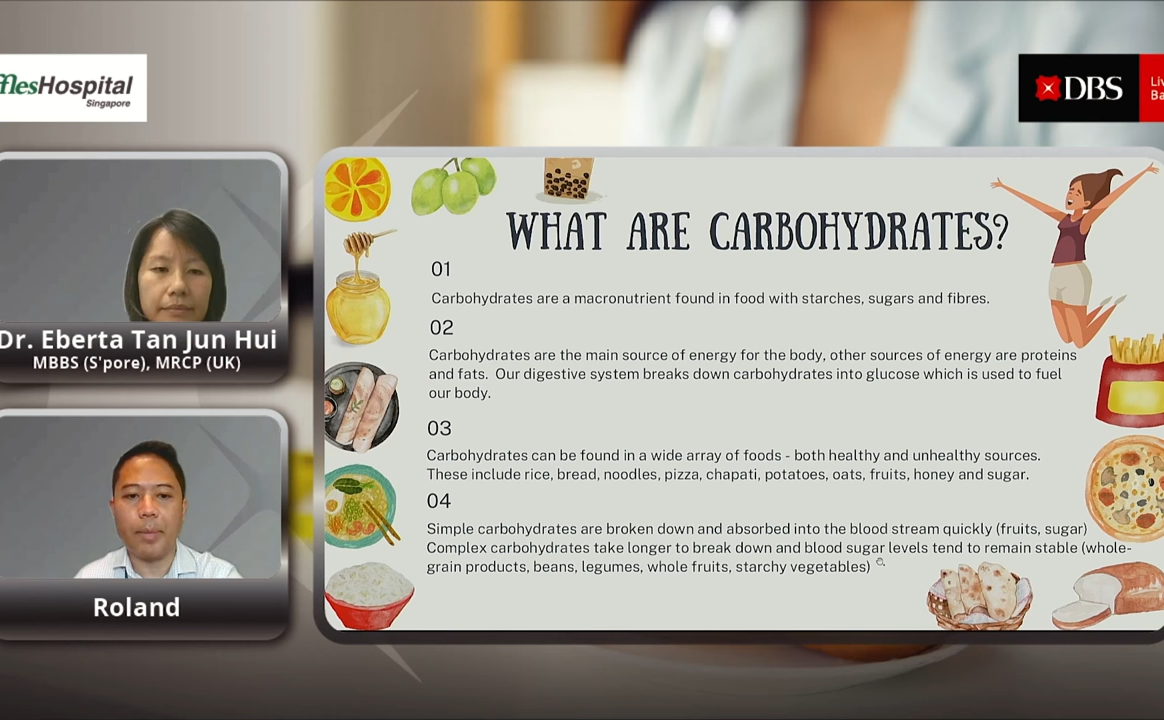 fflesHospital
Singapore
DBS
Dr. Eberta Tan Jun Hui
MBBS (S'pore), MRCP (UK)
Roland
WHAT ARE CARBOHYDRATES?
01
Carbohydrates are a macronutrient found in food with starches, sugars and fibres.
02
Carbohydrates are the main source of energy for the body, other sources of energy are proteins
and fats. Our digestive system breaks down carbohydrates into glucose which is used to fuel
our body.
03
Carbohydrates can be found in a wide array of foods - both healthy and unhealthy sources.
These include rice, bread, noodles, pizza, chapati, potatoes, oats, fruits, honey and sugar.
04
Simple carbohydrates are broken down and absorbed into the blood stream quickly (fruits, sugar)
Complex carbohydrates take longer to break down and blood sugar levels tend to remain stable (whole-
grain products, beans, legumes, whole fruits, starchy vegetables)